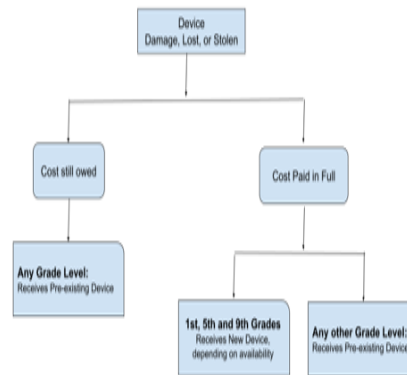 Device
Damage, Lost, or Stolen
Cost still owed
Cost Paid in Full
Any Grade Level:
Receives Pre-existing Device
1st, 5th and 9th Grades
Receives New Device,
depending on availability
Any other Grade Level:
Receives Pre-existing Device